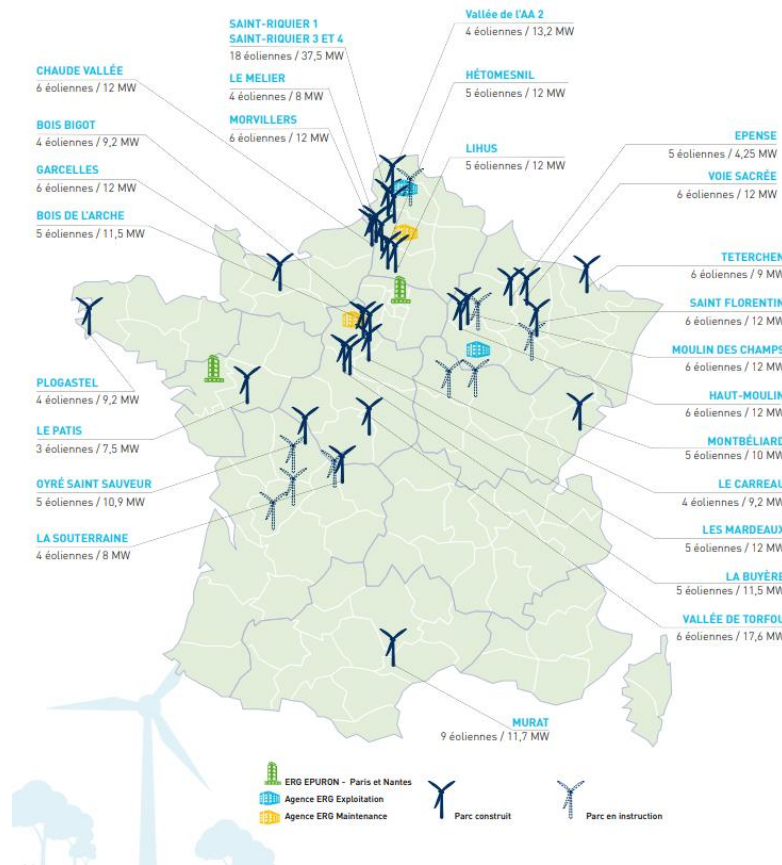 SAINT-RIQUIER 1
SAINT-RIQUIER 3 ET 4
18 éoliennes / 37,5 MW
Vallée de l'AA 2
4 éoliennes / 13,2 MW
CHAUDE VALLÉE
6 éoliennes / 12 MW
LE MELIER
4 éoliennes / 8 MW
HÉTOMESNIL
5 éoliennes / 12 MW
BOIS BIGOT
4 éoliennes / 9,2 MW
MORVILLERS
6 éoliennes / 12 MW
LIHUS
5 éoliennes / 12 MW
EPENSE
5 éoliennes / 4,25 MW
GARCELLES
6 éoliennes / 12 MW
VOIE SACRÉE
6 éoliennes / 12 MW
BOIS DE L'ARCHE
5 éoliennes / 11,5 MW
TETERCHEN
6 éoliennes / 9 MW
SAINT FLORENTIN
6 éoliennes / 12 MW
MOULIN DES CHAMPS
6 éoliennes / 12 MW
PLOGASTEL
4 éoliennes / 9,2 MW
HAUT-MOULIN
6 éoliennes / 12 MW
LE PATIS
3 éoliennes / 7,5 MW
MONTBÉLIARD
5 éoliennes / 10 MW
OYRÉ SAINT SAUVEUR
5 éoliennes / 10,9 MW
LE CARREAU
4 éoliennes / 9,2 MW
LA SOUTERRAINE
4 éoliennes / 8 MW
LES MARDEAUX
5 éoliennes / 12 MW
LA BUYÈRE
5 éoliennes / 11,5 MW
VALLÉE DE TORFOU
6 éoliennes / 17,6 MW
MURAT
9 éoliennes / 11,7 MW
ERG EPURON - Paris et Nantes
Agence ERG Exploitation
Agence ERG Maintenance
Parc construit
Parc en instruction